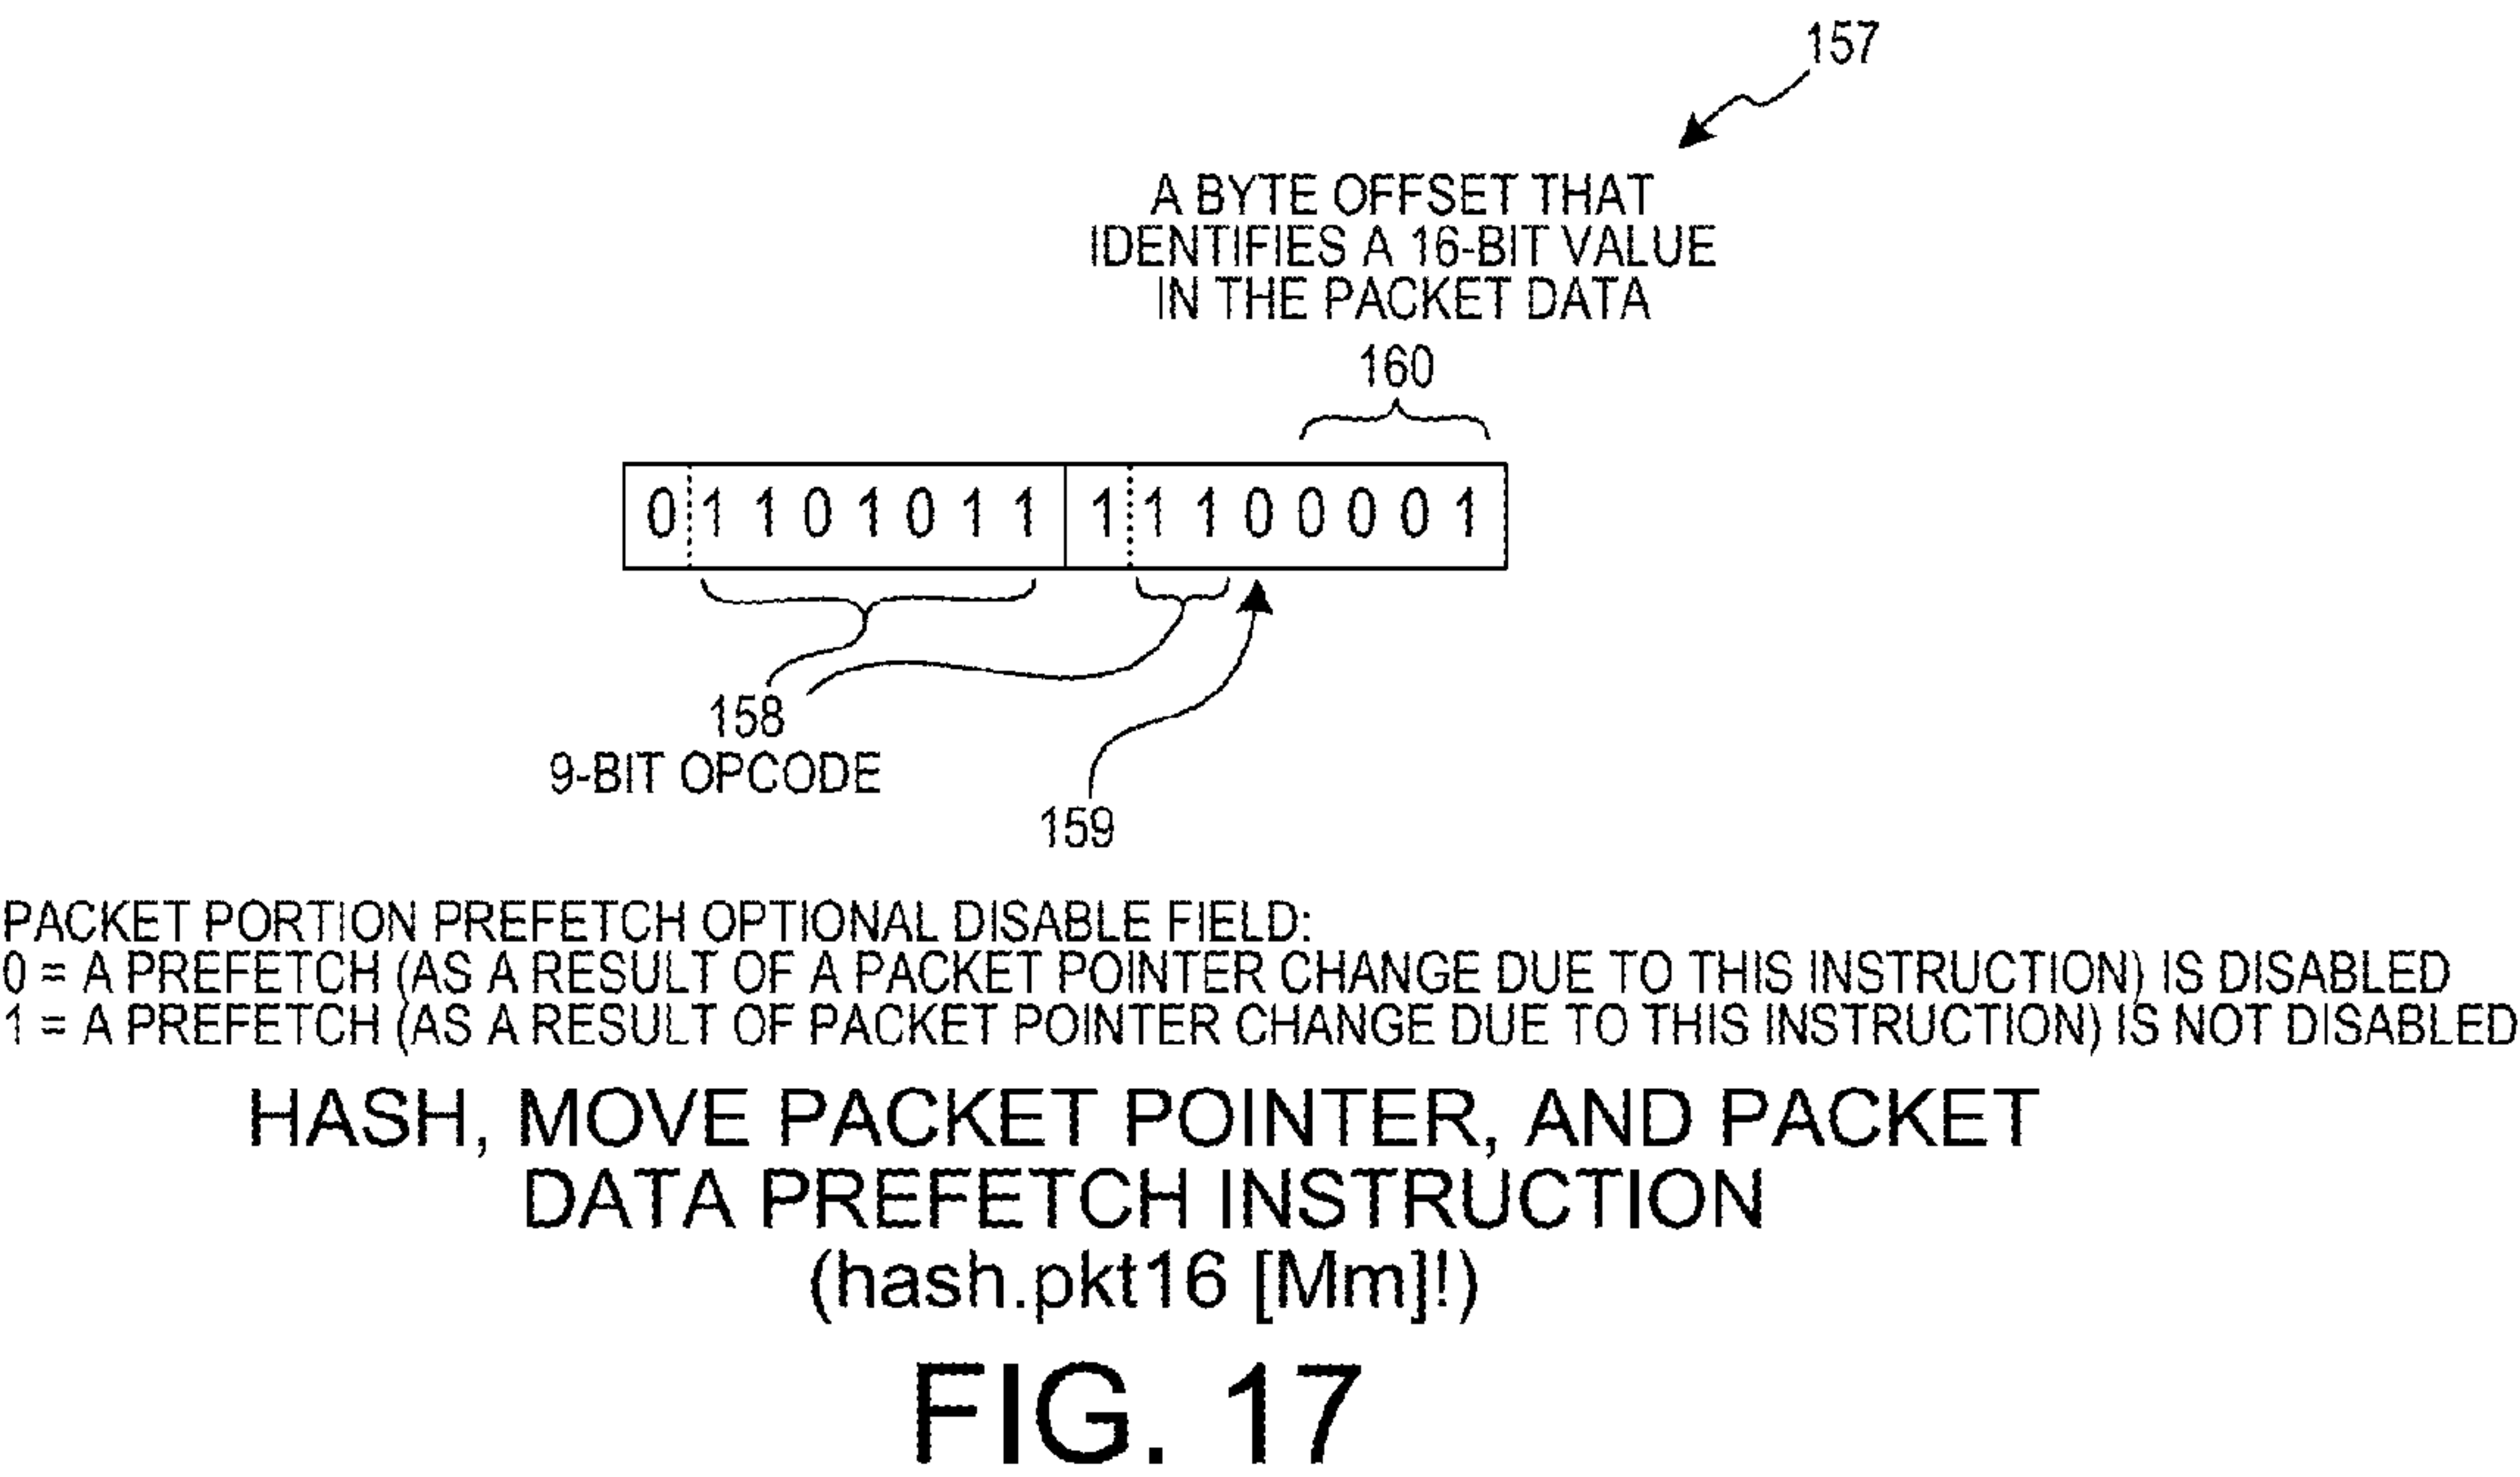 157
A BYTE OFFSET THAT
IDENTIFIES A 16-BIT VALUE
IN THE PACKET DATA
160
0 1 1 0 1 0 1 1 1 1 1 0 0 0 0 1
158
9-BIT OPCODE
159
PACKET PORTION PREFETCH OPTIONAL DISABLE FIELD:
0 = A PREFETCH (AS A RESULT OF A PACKET POINTER CHANGE DUE TO THIS INSTRUCTION) IS DISABLED
1 = A PREFETCH (AS A RESULT OF PACKET POINTER CHANGE DUE TO THIS INSTRUCTION) IS NOT DISABLED
HASH, MOVE PACKET POINTER, AND PACKET
DATA PREFETCH INSTRUCTION
(hash.pkt16 [Mm]!)
FIG. 17